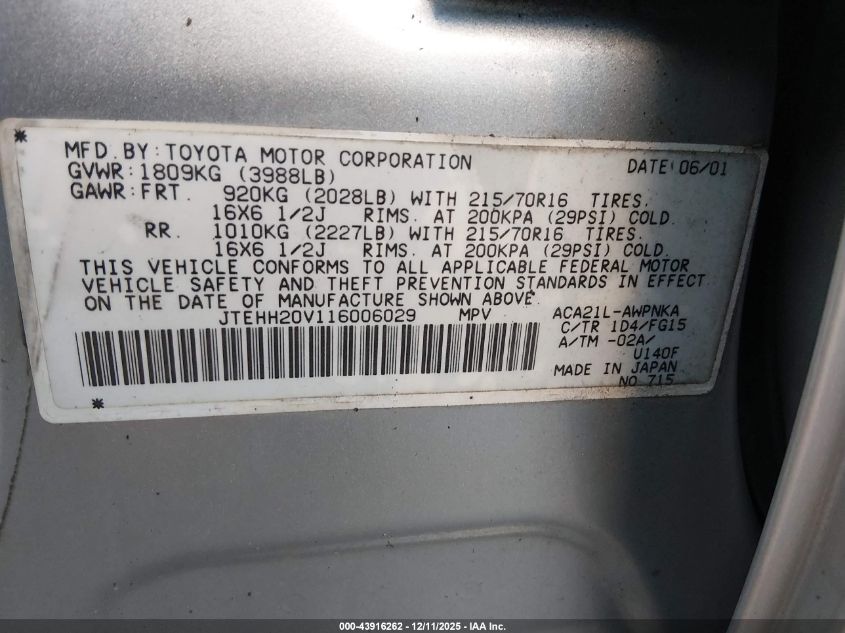 MFD. BY: TOYOTA MOTOR CORPORATION DATE: 06/01
GVWR: 1809KG (3988LB)
GAWR: FRT. 920KG (2028LB) WITH 215/70R16 TIRES.
16X6 1/2J RIMS. AT 200KPA (29PSI) COLD.
RR. 1010KG (2227LB) WITH 215/70R16 TIRES.
16X6 1/2J RIMS. AT 200KPA (29PSI) COLD.
THIS VEHICLE CONFORMS TO ALL APPLICABLE FEDERAL MOTOR
VEHICLE SAFETY AND THEFT PREVENTION STANDARDS IN EFFECT
ON THE DATE OF MANUFACTURE SHOWN ABOVE.
JTEHH20V116006029 MPV ACA21L-AWPNKA
C/TR 1D4/FG15
A/TM -02A/
U140F
MADE IN JAPAN
NO. 715
000-43916262 - 12/11/2025 - IAA Inc.